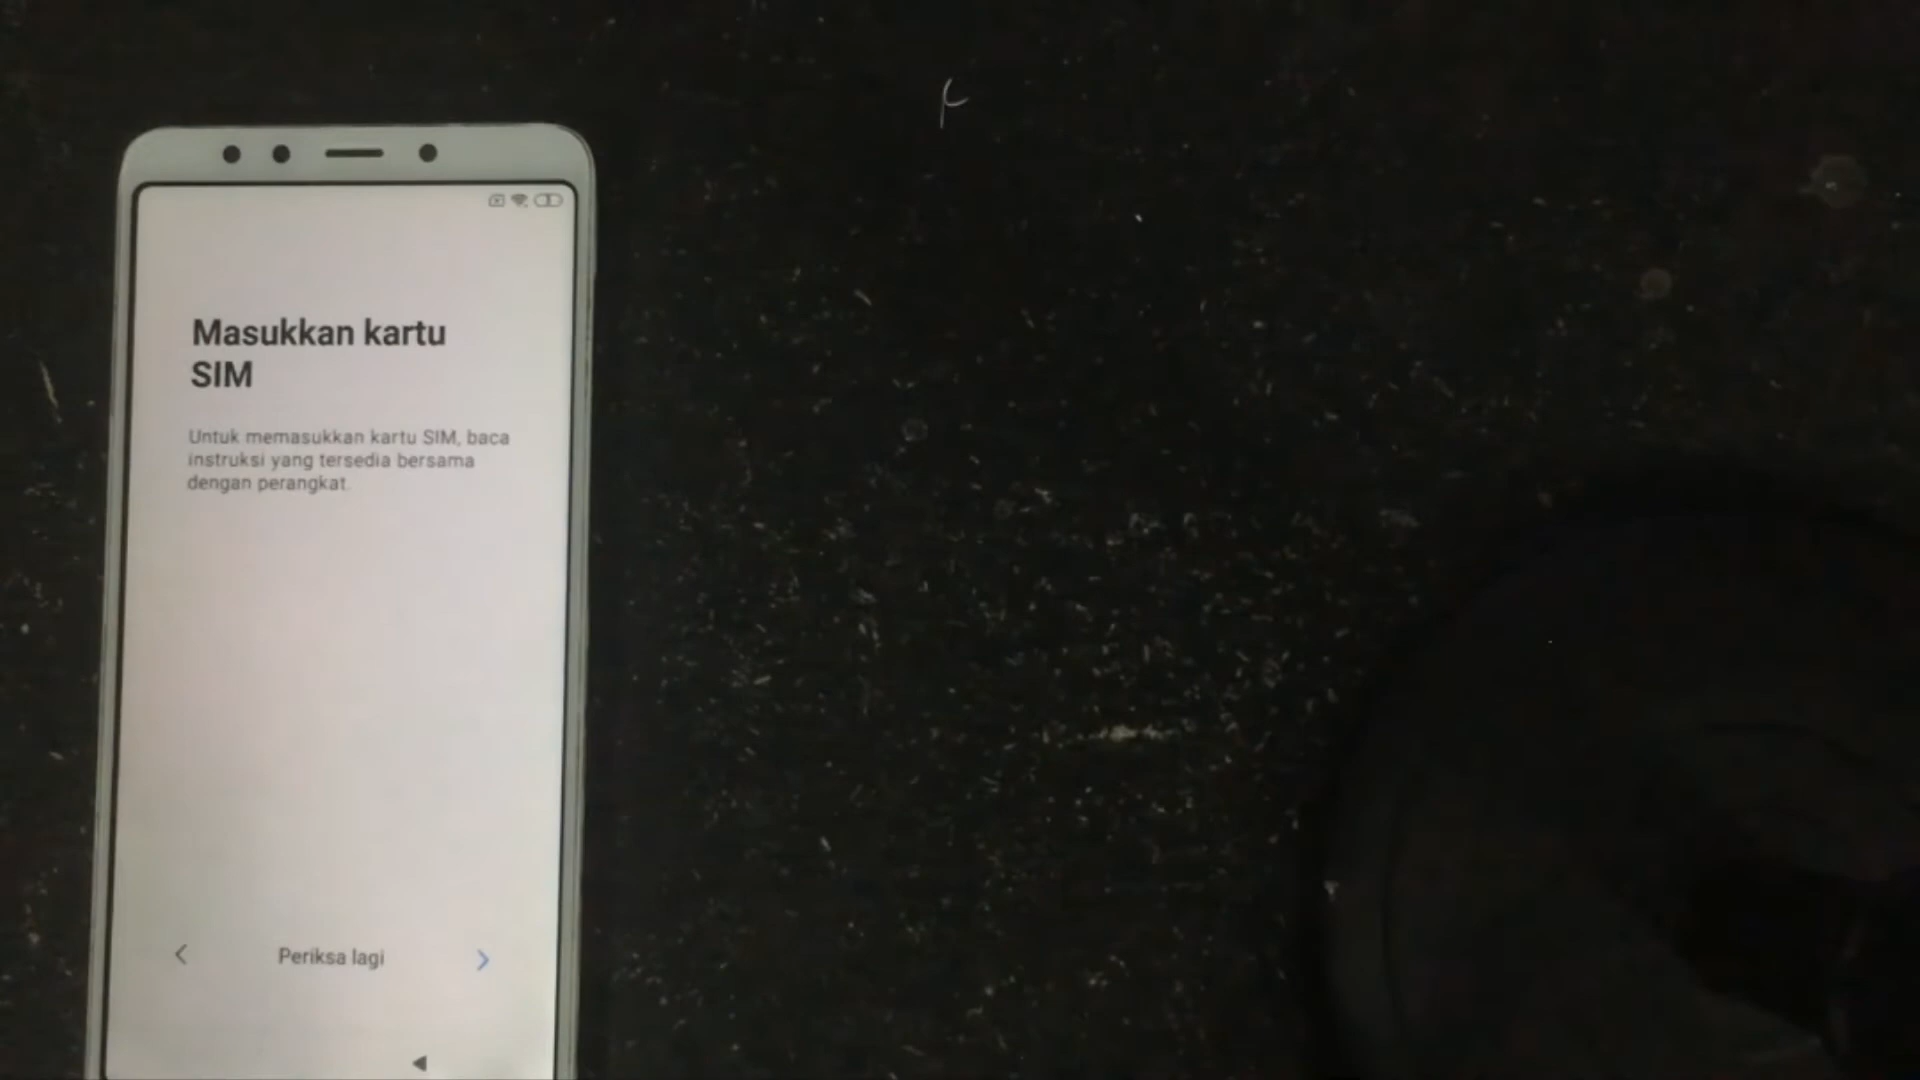 Masukkan kartu
SIM
Untuk memasukkan kartu SIM, baca
instruksi yang tersedia bersama
dengan perangkat.
Periksa lagi